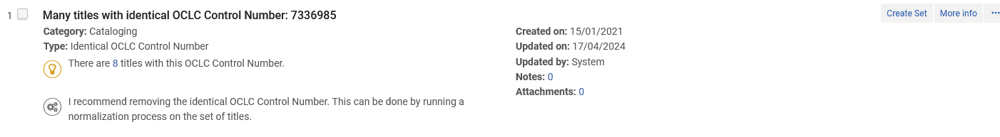 1 Many titles with identical OCLC Control Number: 7336985
Create Set More info ...
Category: Cataloging
Type: Identical OCLC Control Number
There are 8 titles with this OCLC Control Number.
I recommend removing the identical OCLC Control Number. This can be done by running a
normalization process on the set of titles.
Created on: 15/01/2021
Updated on: 17/04/2024
Updated by: System
Notes: 0
Attachments: 0